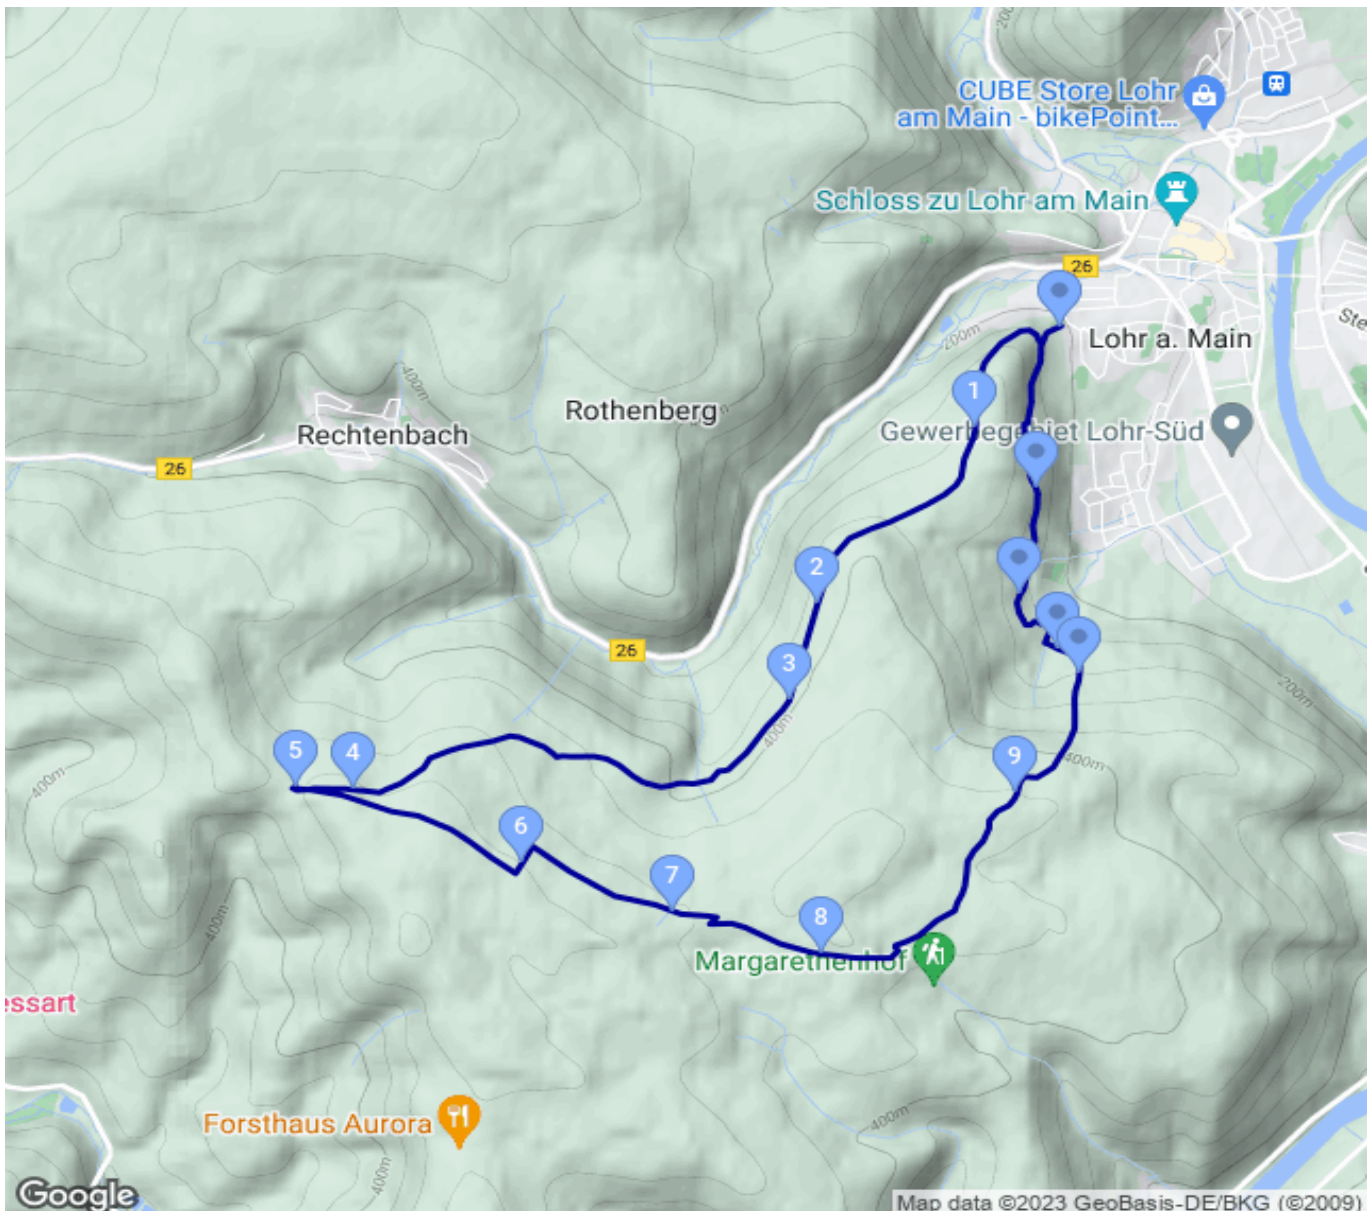 200
CUBE Store Lohr
am Main - bikePoint...
Schloss zu Lohr am Main
26
200m
Lohr a. Main
Ste
1
Rothenberg
Rechtenbach
Gewerbegebiet Lohr-Süd
26
400m
2
26
3
200m
400m
5
4
9
400m
400m
6
7
8
400m
Margarethenhof
essart
Forsthaus Aurora
400m
400m
Google
Map data ©2023 GeoBasis-DE/BKG (©2009)